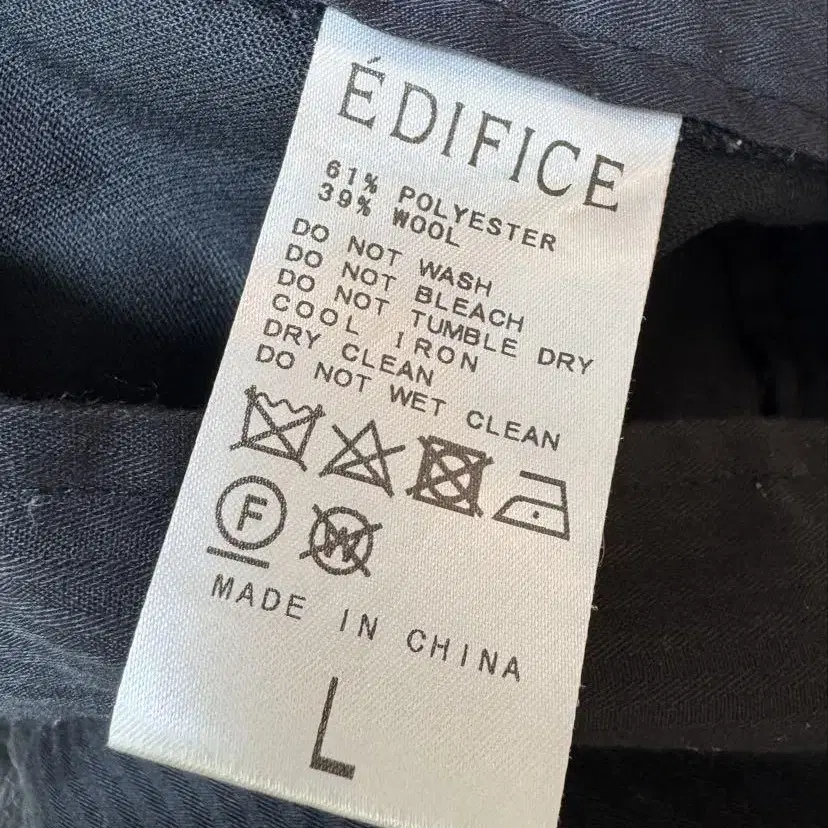 ÉDIFICE
61% POLYESTER
39% WOOL
DO NOT WASH
DO NOT BLEACH
DO NOT TUMBLE DRY
COOL IRON
DRY CLEAN
DO NOT WET CLEAN
F W
MADE IN CHINA
L